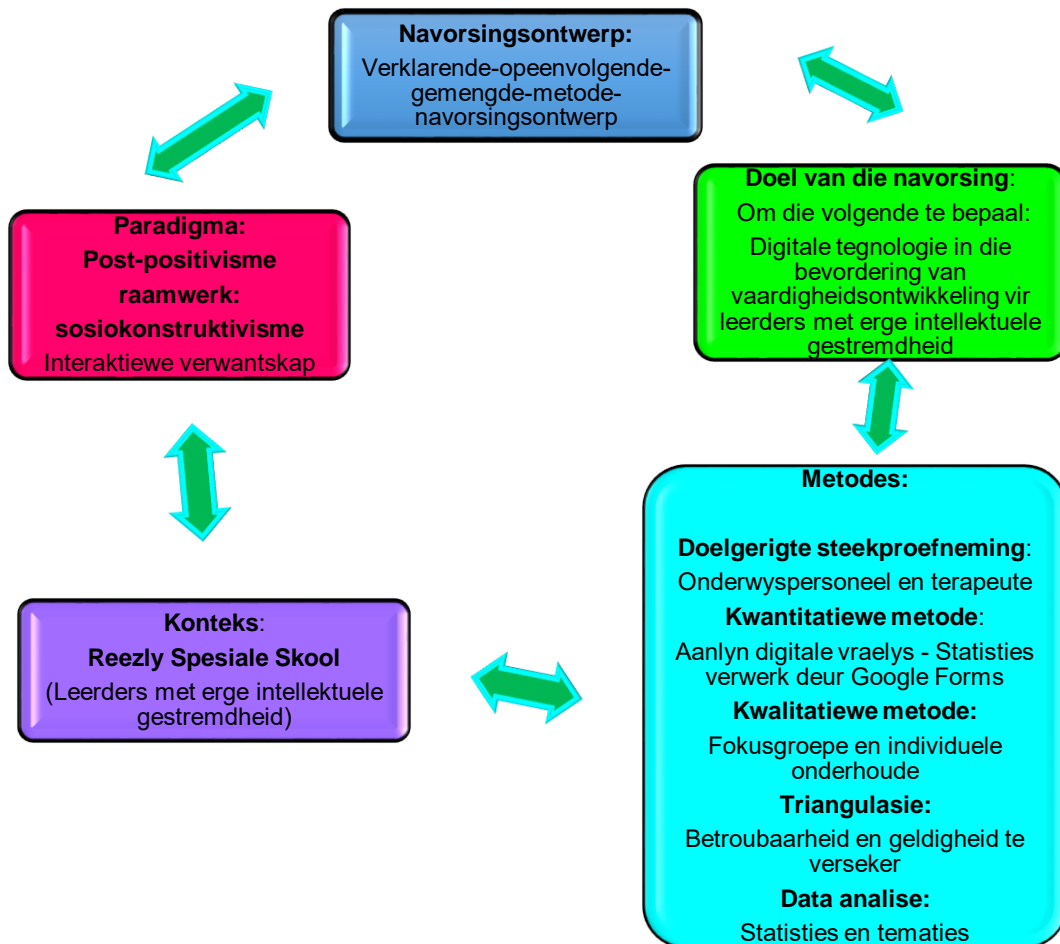 Navorsingsontwerp:
Verklarende-opeenvolgende-
gemengde-metode-
navorsingsontwerp
Doel van die navorsing:
Om die volgende te bepaal:
Digitale tegnologie in die
bevordering van
vaardigheidsontwikkeling vir
leerders met erge intellektuele
gestremdheid
Paradigma:
Post-positivisme
raamwerk:
sosiokonstruktivisme
Interaktiewe verwantskap
Metodes:
Doelgerigte steekproefneming:
Onderwyspersoneel en terapeute
Kwantitatiewe metode:
Aanlyn digitale vraelys - Statisties
verwerk deur Google Forms
Kwalitatiewe metode:
Fokusgroepe en individuele
onderhoude
Triangulasie:
Betroubaarheid en geldigheid te
verseker
Data analise:
Statisties en tematies
Konteks:
Reezly Spesiale Skool
(Leerders met erge intellektuele
gestremdheid)